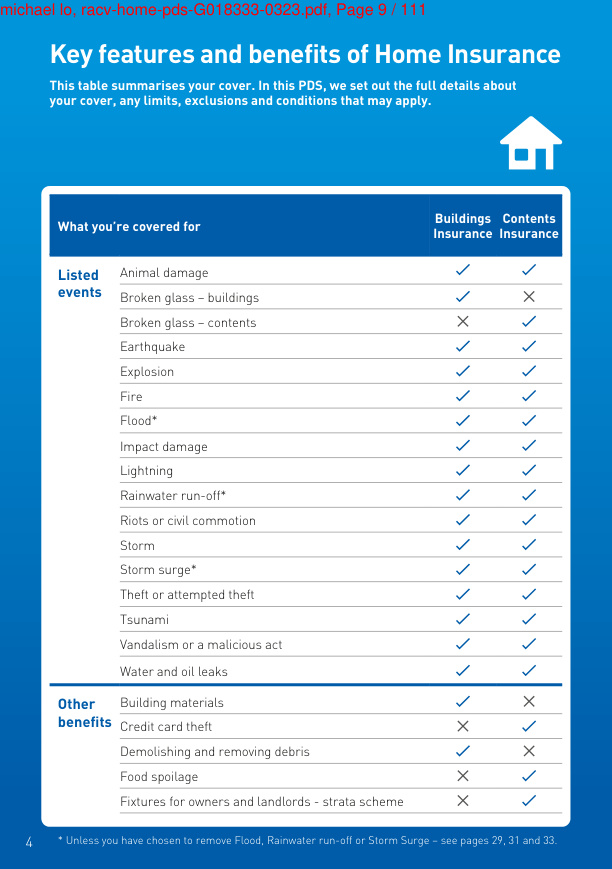 michael lo, racv-home-pds-G018333-0323.pdf, Page 9 / 111
Key features and benefits of Home Insurance
This table summarises your cover. In this PDS, we set out the full details about
your cover, any limits, exclusions and conditions that may apply.
What you're covered for Buildings Insurance Contents Insurance
Listed events
Animal damage ✓ ✓
Broken glass – buildings ✓ ✕
Broken glass – contents ✕ ✓
Earthquake ✓ ✓
Explosion ✓ ✓
Fire ✓ ✓
Flood* ✓ ✓
Impact damage ✓ ✓
Lightning ✓ ✓
Rainwater run-off* ✓ ✓
Riots or civil commotion ✓ ✓
Storm ✓ ✓
Storm surge* ✓ ✓
Theft or attempted theft ✓ ✓
Tsunami ✓ ✓
Vandalism or a malicious act ✓ ✓
Water and oil leaks ✓ ✓
Other benefits
Building materials ✓ ✕
Credit card theft ✕ ✓
Demolishing and removing debris ✓ ✕
Food spoilage ✕ ✓
Fixtures for owners and landlords - strata scheme ✕ ✓
4 * Unless you have chosen to remove Flood, Rainwater run-off or Storm Surge – see pages 29, 31 and 33.